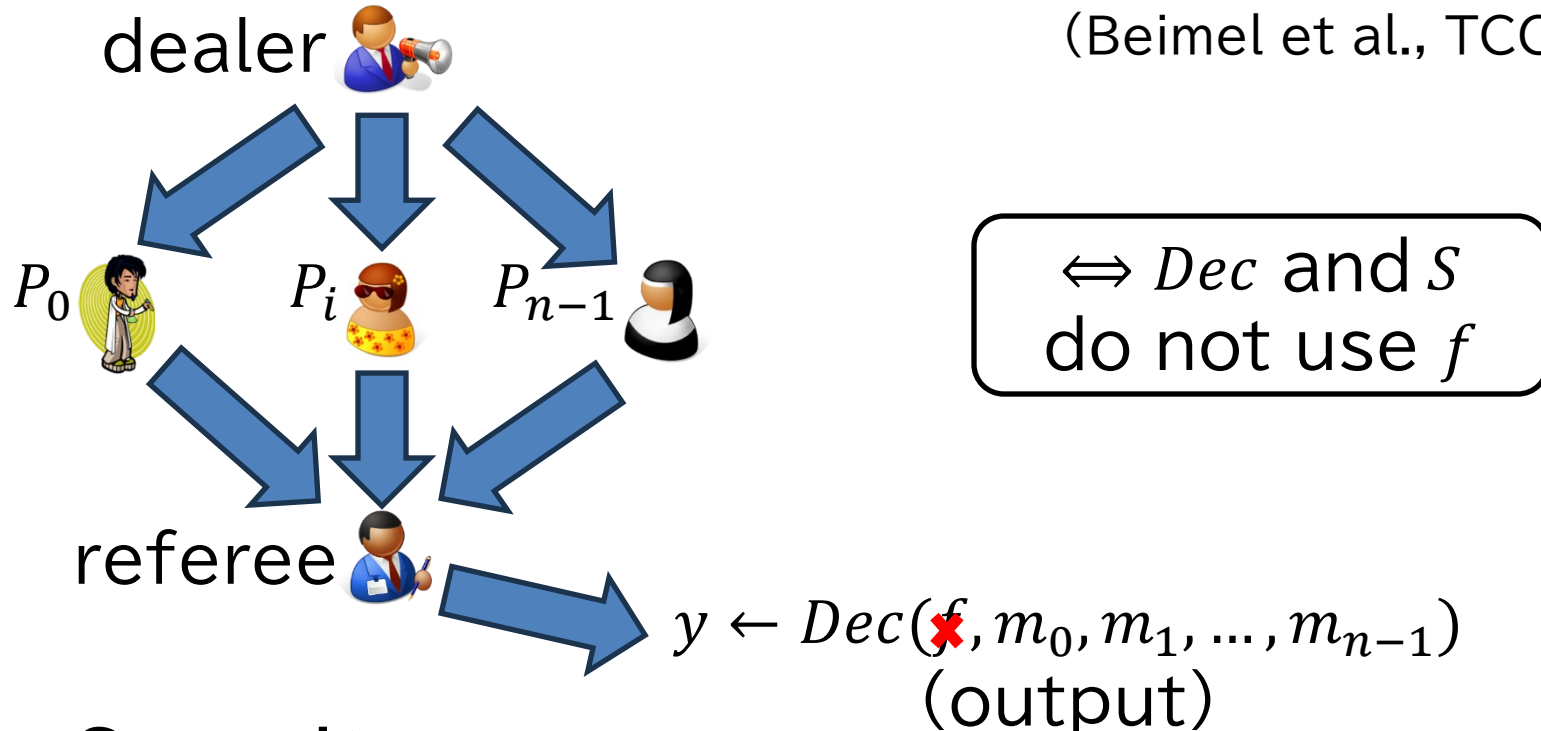 dealer
(Beimel et al., TCC
P₀ Pᵢ Pₙ₋₁
⇔ Dec and S
do not use f
referee
y ← Dec(f, m₀, m₁, … , mₙ₋₁)
(output)